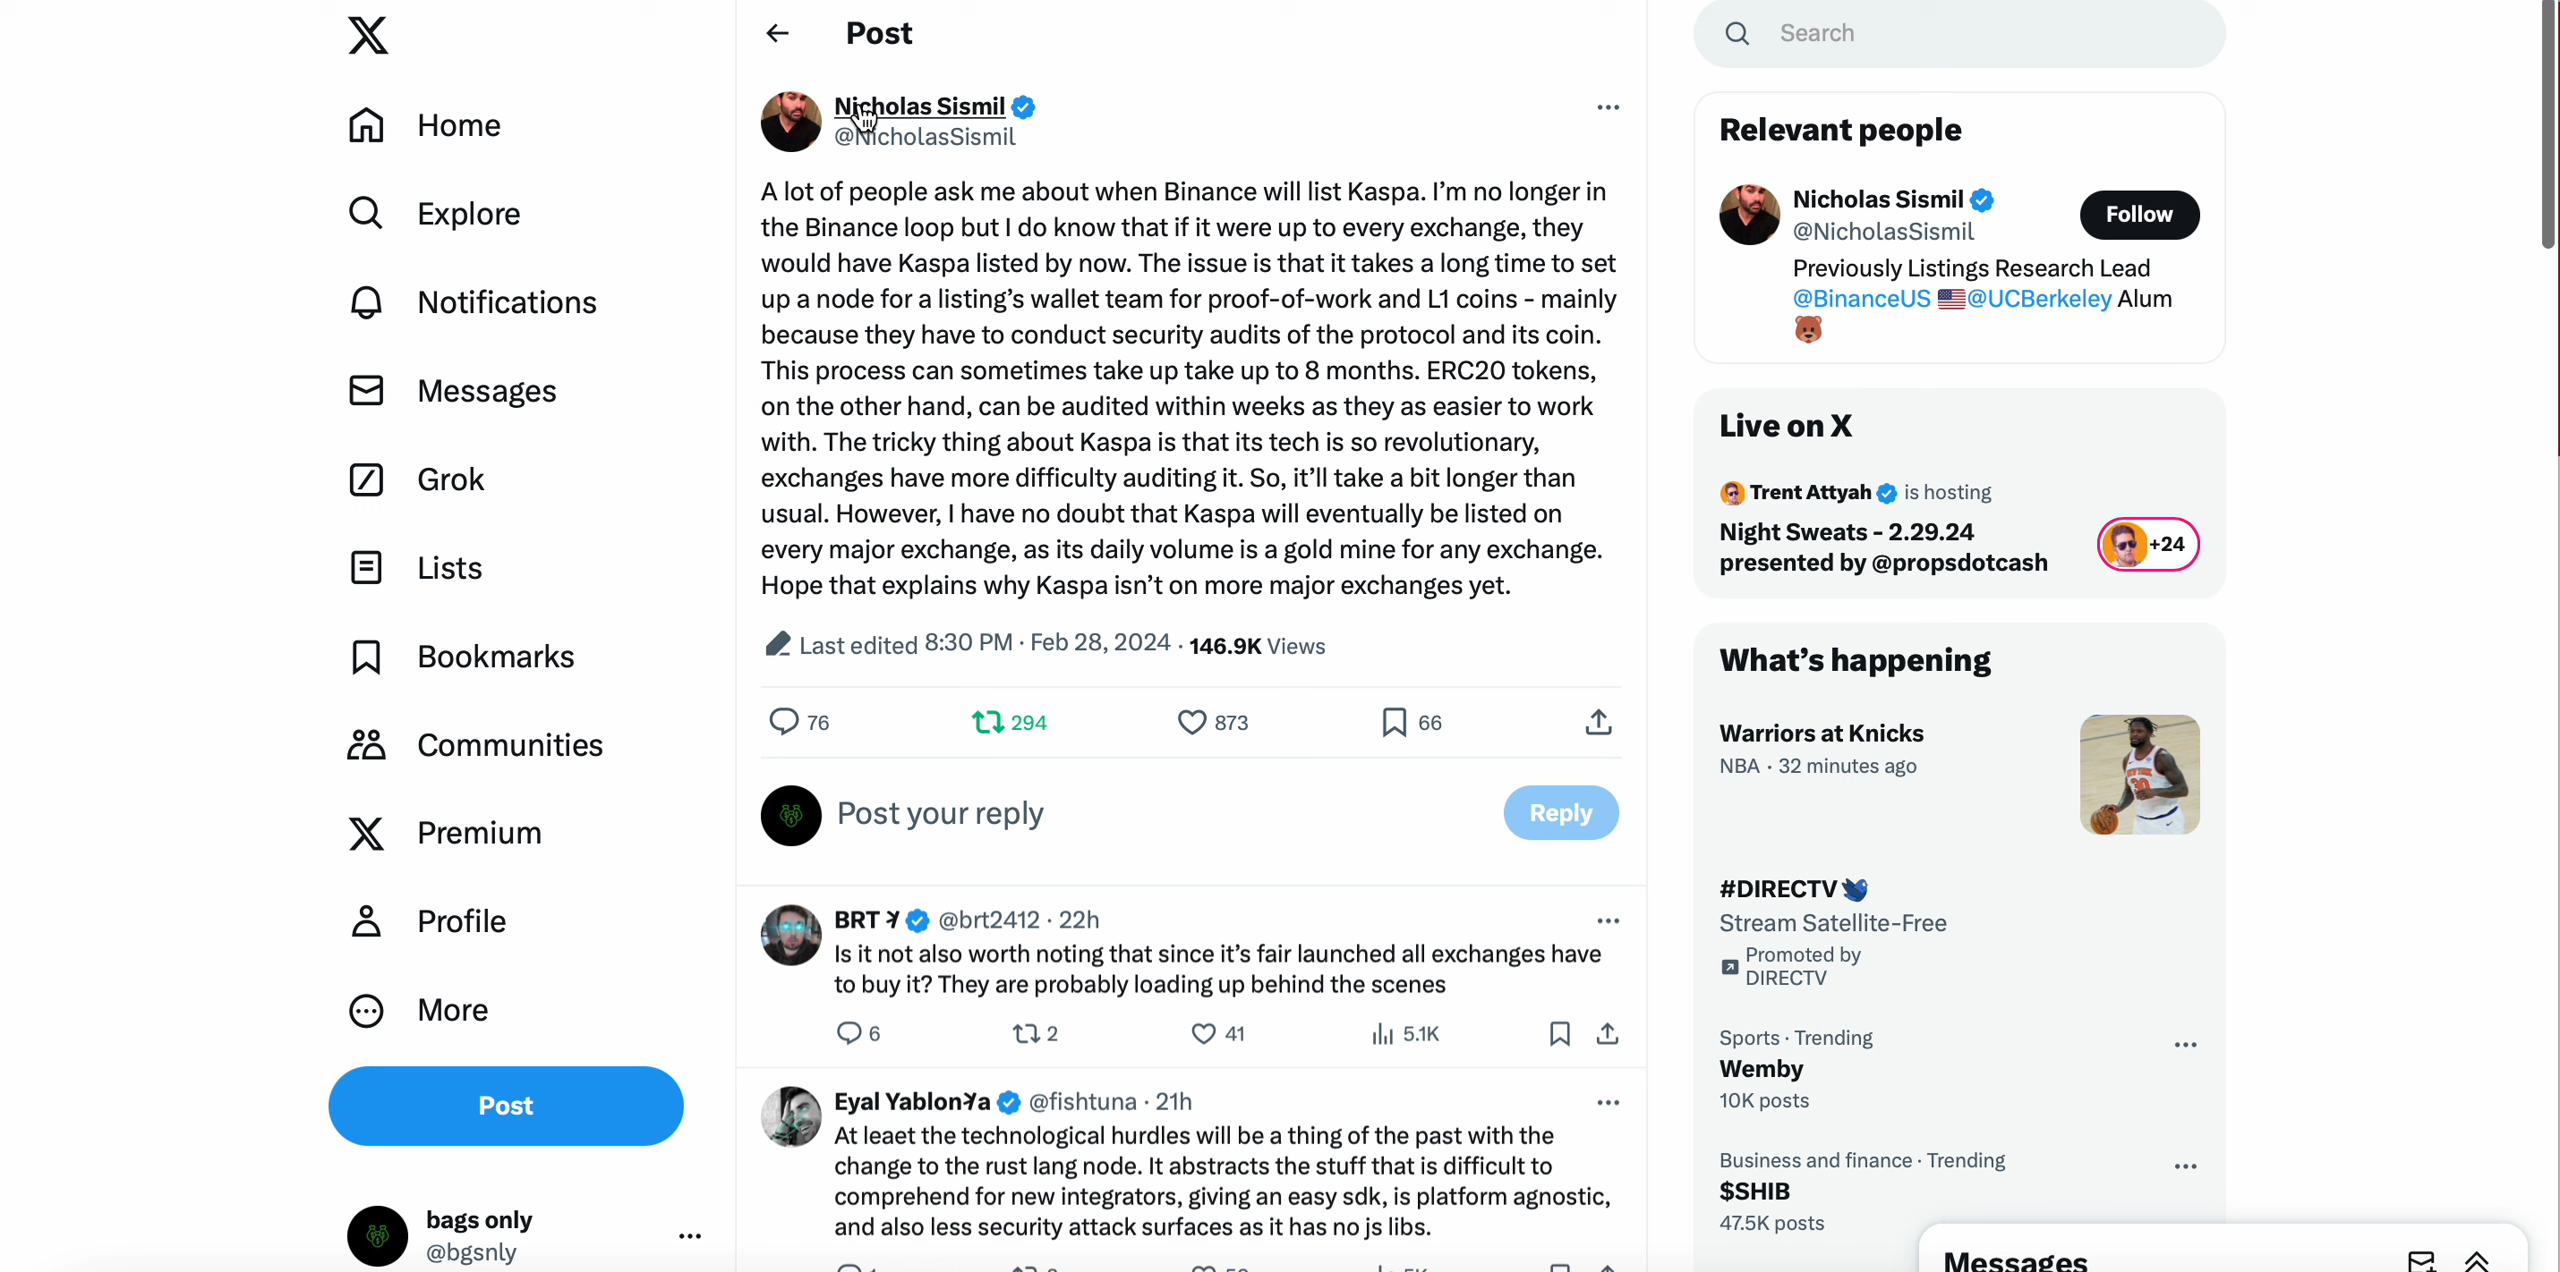 Home
Explore
Notifications
Messages
Grok
Lists
Bookmarks
Communities
Premium
Profile
More
Post
bags only
@bgsnly
Post
Nicholas Sismil
@NicholasSismil
A lot of people ask me about when Binance will list Kaspa. I'm no longer in
the Binance loop but I do know that if it were up to every exchange, they
would have Kaspa listed by now. The issue is that it takes a long time to set
up a node for a listing's wallet team for proof-of-work and L1 coins - mainly
because they have to conduct security audits of the protocol and its coin.
This process can sometimes take up take up to 8 months. ERC20 tokens,
on the other hand, can be audited within weeks as they as easier to work
with. The tricky thing about Kaspa is that its tech is so revolutionary,
exchanges have more difficulty auditing it. So, it'll take a bit longer than
usual. However, I have no doubt that Kaspa will eventually be listed on
every major exchange, as its daily volume is a gold mine for any exchange.
Hope that explains why Kaspa isn't on more major exchanges yet.
Last edited 8:30 PM · Feb 28, 2024 · 146.9K Views
76 294 873 66
Post your reply
Reply
BRT @brt2412 · 22h
Is it not also worth noting that since it's fair launched all exchanges have
to buy it? They are probably loading up behind the scenes
6 2 41 5.1K
Eyal Yablon⅄a @fishtuna · 21h
At leaet the technological hurdles will be a thing of the past with the
change to the rust lang node. It abstracts the stuff that is difficult to
comprehend for new integrators, giving an easy sdk, is platform agnostic,
and also less security attack surfaces as it has no js libs.
Search
Relevant people
Nicholas Sismil
@NicholasSismil
Follow
Previously Listings Research Lead
@BinanceUS 🇺🇸@UCBerkeley Alum
🐻
Live on X
Trent Attyah is hosting
Night Sweats - 2.29.24
presented by @propsdotcash
+24
What's happening
Warriors at Knicks
NBA · 32 minutes ago
#DIRECTV
Stream Satellite-Free
Promoted by
DIRECTV
Sports · Trending
Wemby
10K posts
Business and finance · Trending
$SHIB
47.5K posts
Messages